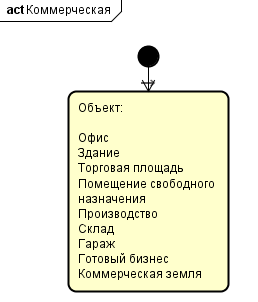 act Коммерческая
Объект:
Офис
Здание
Торговая площадь
Помещение свободного
назначения
Производство
Склад
Гараж
Готовый бизнес
Коммерческая земля